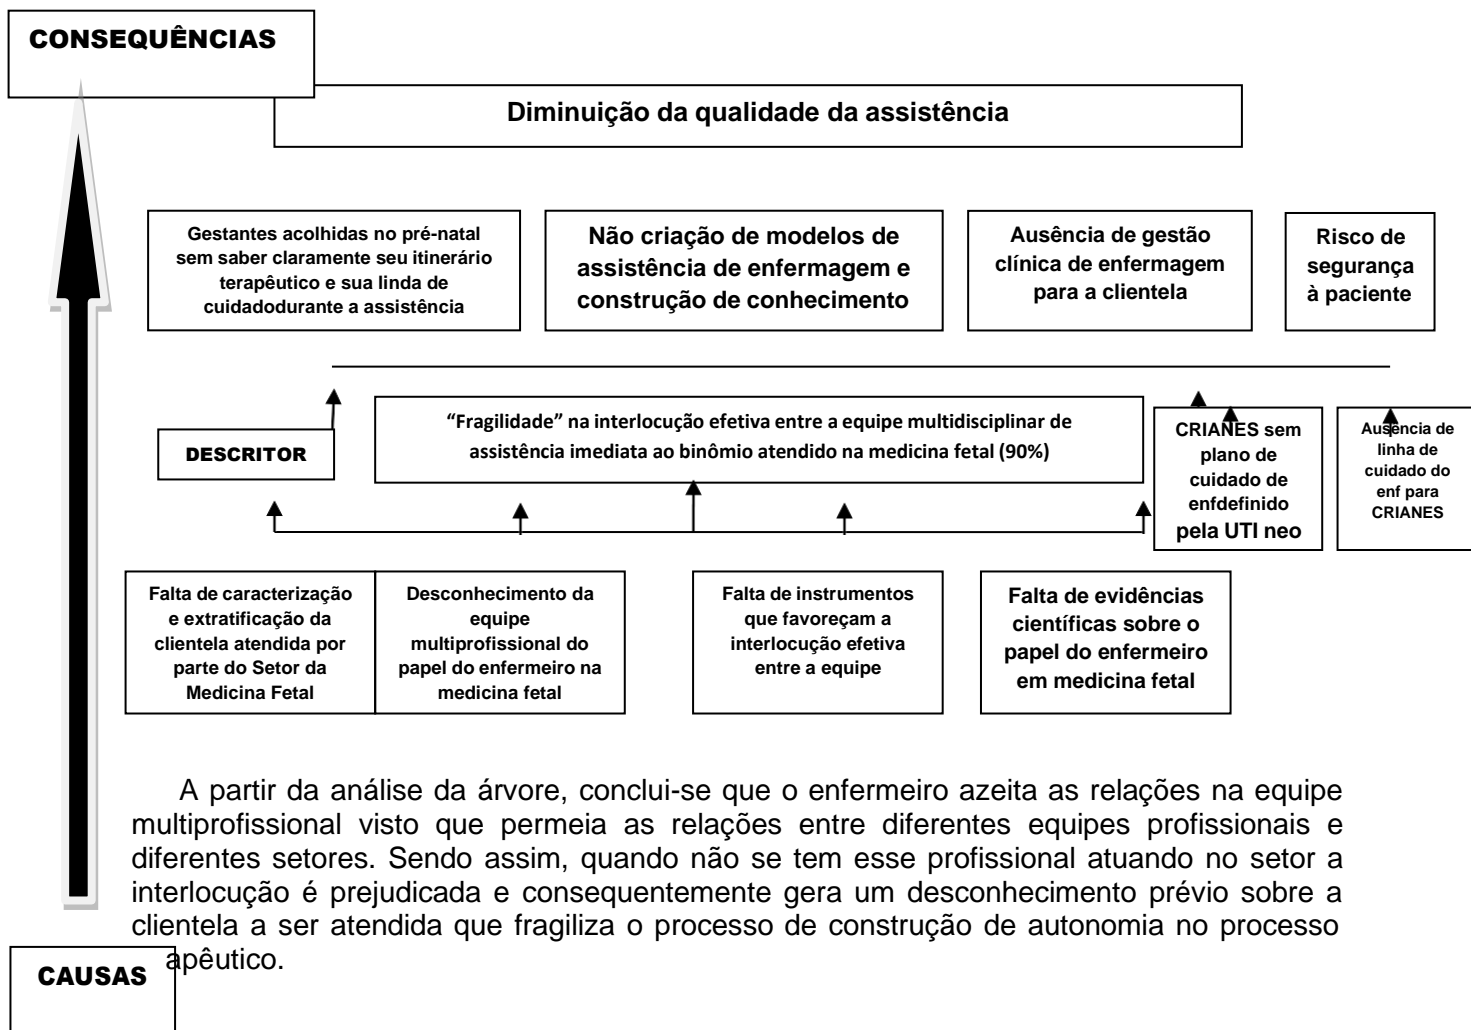 CONSEQUÊNCIAS
Diminuição da qualidade da assistência
Gestantes acolhidas no pré-natal
sem saber claramente seu itinerário
terapêutico e sua linda de
cuidadodurante a assistência
Não criação de modelos de
assistência de enfermagem e
construção de conhecimento
Ausência de gestão
clínica de enfermagem
para a clientela
Risco de
segurança
à paciente
DESCRITOR
“Fragilidade” na interlocução efetiva entre a equipe multidisciplinar de
assistência imediata ao binômio atendido na medicina fetal (90%)
CRIANES sem
plano de
cuidado de
enfdefinido
pela UTI neo
Ausência de
linha de
cuidado do
enf para
CRIANES
Falta de caracterização
e extratificação da
clientela atendida por
parte do Setor da
Medicina Fetal
Desconhecimento da
equipe
multiprofissional do
papel do enfermeiro na
medicina fetal
Falta de instrumentos
que favoreçam a
interlocução efetiva
entre a equipe
Falta de evidências
científicas sobre o
papel do enfermeiro
em medicina fetal
A partir da análise da árvore, conclui-se que o enfermeiro azeita as relações na equipe
multiprofissional visto que permeia as relações entre diferentes equipes profissionais e
diferentes setores. Sendo assim, quando não se tem esse profissional atuando no setor a
interlocução é prejudicada e consequentemente gera um desconhecimento prévio sobre a
clientela a ser atendida que fragiliza o processo de construção de autonomia no processo
apêutico.
CAUSAS